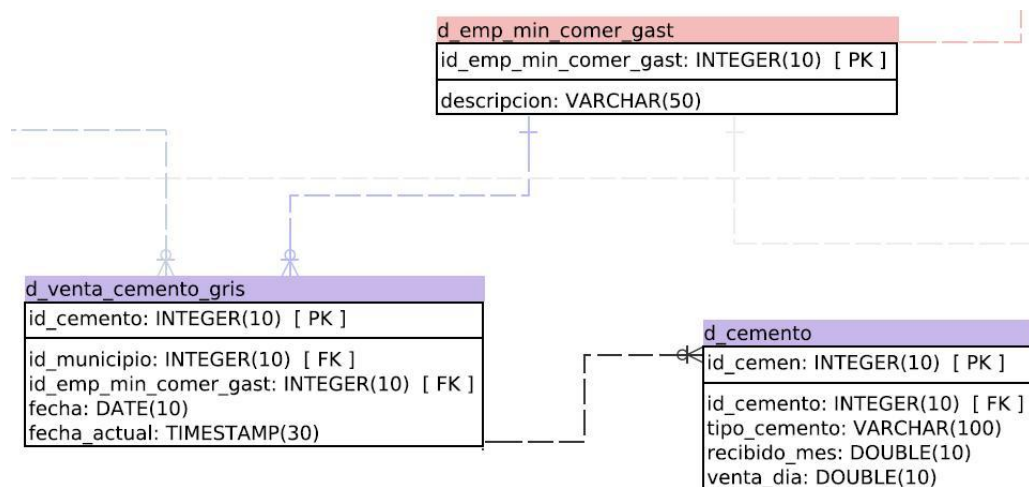 d_emp_min_comer_gast
id_emp_min_comer_gast: INTEGER(10) [ PK ]
descripcion: VARCHAR(50)
d_venta_cemento_gris
id_cemento: INTEGER(10) [ PK ]
id_municipio: INTEGER(10) [ FK ]
id_emp_min_comer_gast: INTEGER(10) [ FK ]
fecha: DATE(10)
fecha_actual: TIMESTAMP(30)
d_cemento
id_cemen: INTEGER(10) [ PK ]
id_cemento: INTEGER(10) [ FK ]
tipo_cemento: VARCHAR(100)
recibido_mes: DOUBLE(10)
venta_dia: DOUBLE(10)